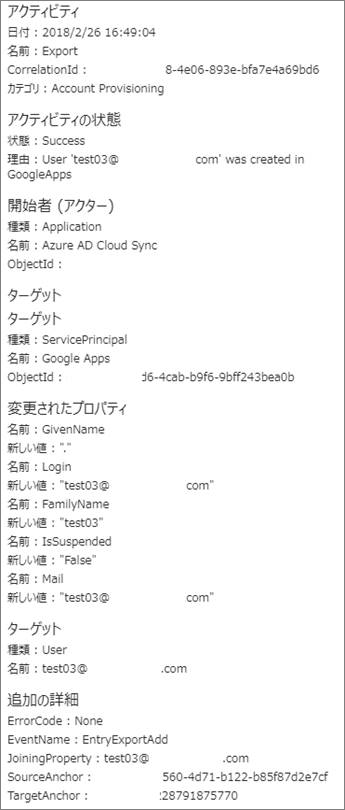 アクティビティ
日付 : 2018/2/26 16:49:04
名前 : Export
CorrelationId : 8-4e06-893e-bfa7e4a69bd6
カテゴリ : Account Provisioning
アクティビティの状態
状態 : Success
理由 : User 'test03@ com' was created in
GoogleApps
開始者 (アクター)
種類 : Application
名前 : Azure AD Cloud Sync
ObjectId :
ターゲット
ターゲット
種類 : ServicePrincipal
名前 : Google Apps
ObjectId : d6-4cab-b9f6-9bff243bea0b
変更されたプロパティ
名前 : GivenName
新しい値 : "."
名前 : Login
新しい値 : "test03@ com"
名前 : FamilyName
新しい値 : "test03"
名前 : IsSuspended
新しい値 : "False"
名前 : Mail
新しい値 : "test03@ com"
ターゲット
種類 : User
名前 : test03@ .com
追加の詳細
ErrorCode : None
EventName : EntryExportAdd
JoiningProperty : test03@ .com
SourceAnchor : 560-4d71-b122-b85f87d2e7cf
TargetAnchor : 228791875770